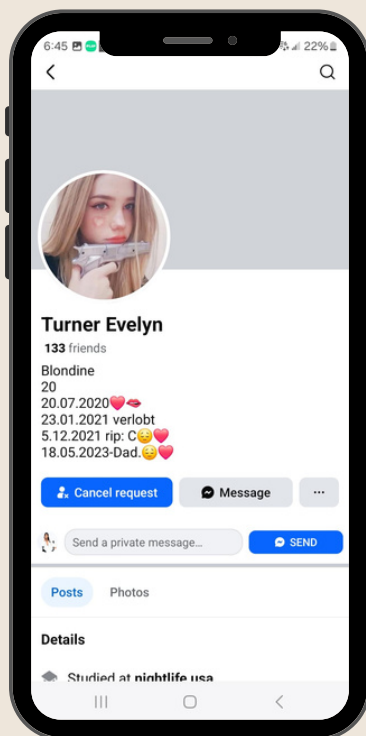 6:45 22%
Turner Evelyn
133 friends
Blondine
20
20.07.2020❤️💋
23.01.2021 verlobt
5.12.2021 rip: C😔❤️
18.05.2023-Dad.😔❤️
Cancel request Message ...
Send a private message... SEND
Posts Photos
Details
Studied at nightlife usa